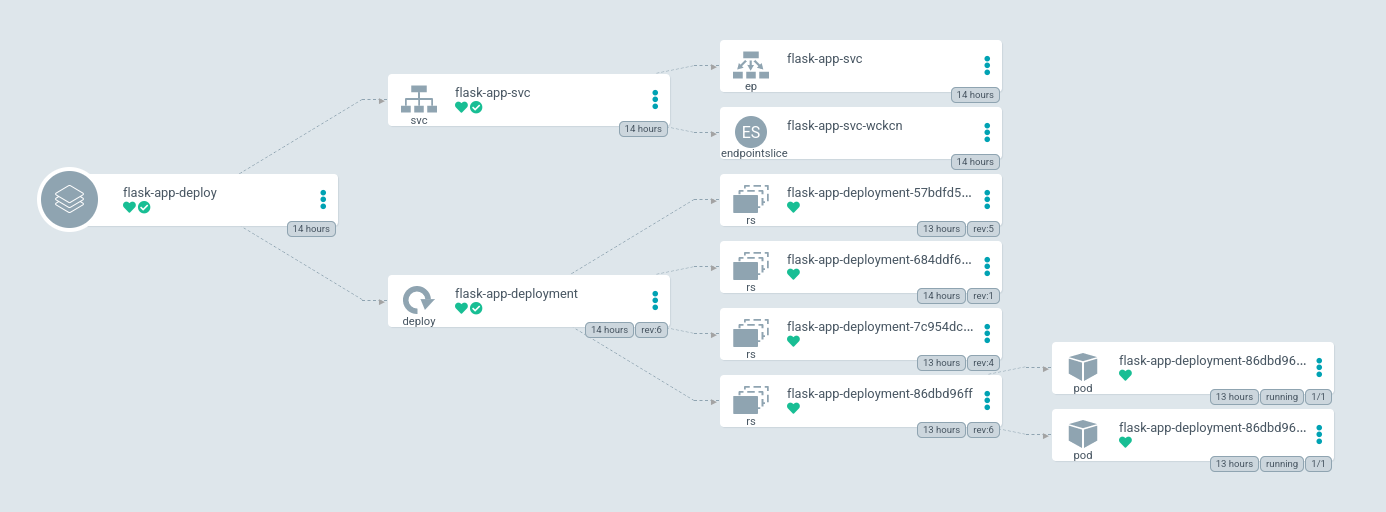 flask-app-deploy
14 hours
flask-app-svc
svc
14 hours
flask-app-deployment
deploy
14 hours rev:6
flask-app-svc
ep
14 hours
ES
flask-app-svc-wckcn
endpointslice
14 hours
flask-app-deployment-57bdfd5...
rs
13 hours rev:5
flask-app-deployment-684ddf6...
rs
14 hours rev:1
flask-app-deployment-7c954dc...
rs
13 hours rev:4
flask-app-deployment-86dbd96ff
rs
13 hours rev:6
flask-app-deployment-86dbd96...
pod
13 hours running 1/1
flask-app-deployment-86dbd96...
pod
13 hours running 1/1